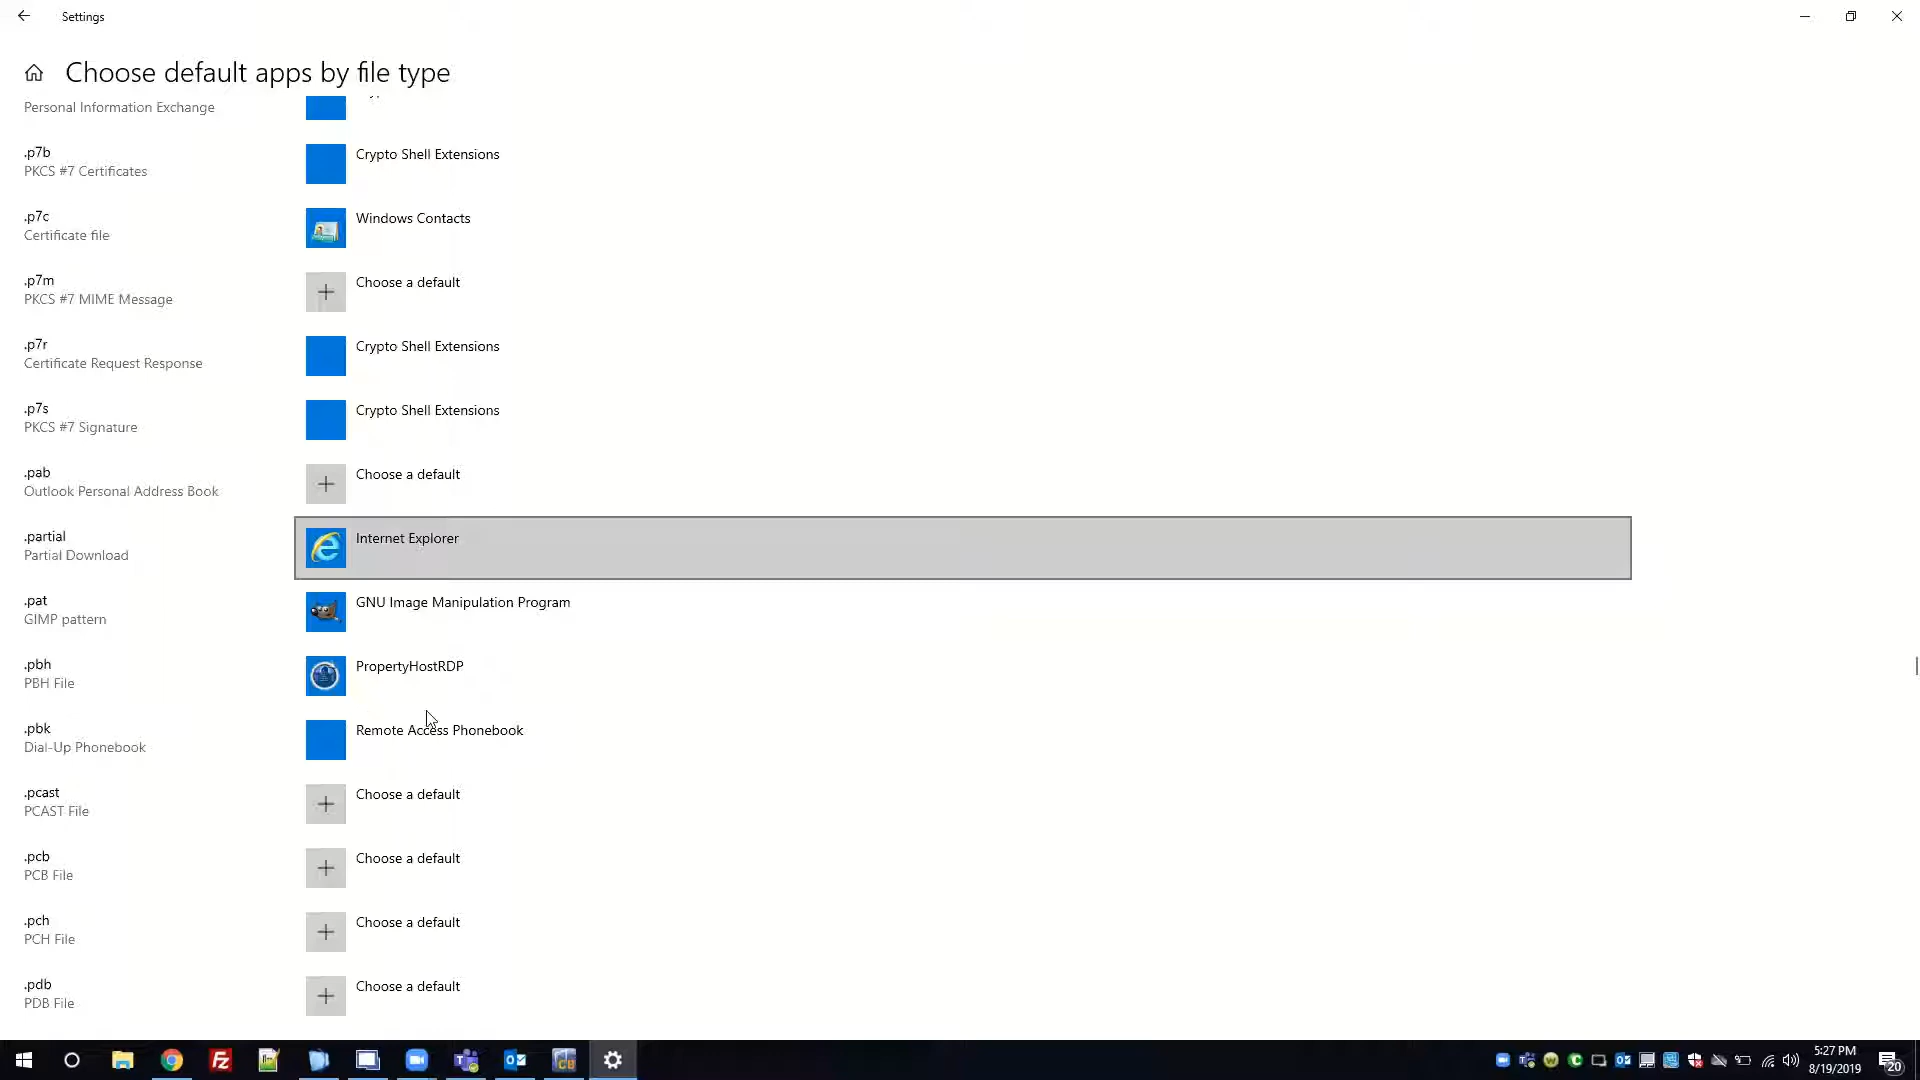 Settings
Choose default apps by file type
Personal Information Exchange
.p7b
PKCS #7 Certificates
Crypto Shell Extensions
.p7c
Certificate file
Windows Contacts
.p7m
PKCS #7 MIME Message
Choose a default
.p7r
Certificate Request Response
Crypto Shell Extensions
.p7s
PKCS #7 Signature
Crypto Shell Extensions
.pab
Outlook Personal Address Book
Choose a default
.partial
Partial Download
Internet Explorer
.pat
GIMP pattern
GNU Image Manipulation Program
.pbh
PBH File
PropertyHostRDP
.pbk
Dial-Up Phonebook
Remote Access Phonebook
.pcast
PCAST File
Choose a default
.pcb
PCB File
Choose a default
.pch
PCH File
Choose a default
.pdb
PDB File
Choose a default
5:27 PM
8/19/2019
20